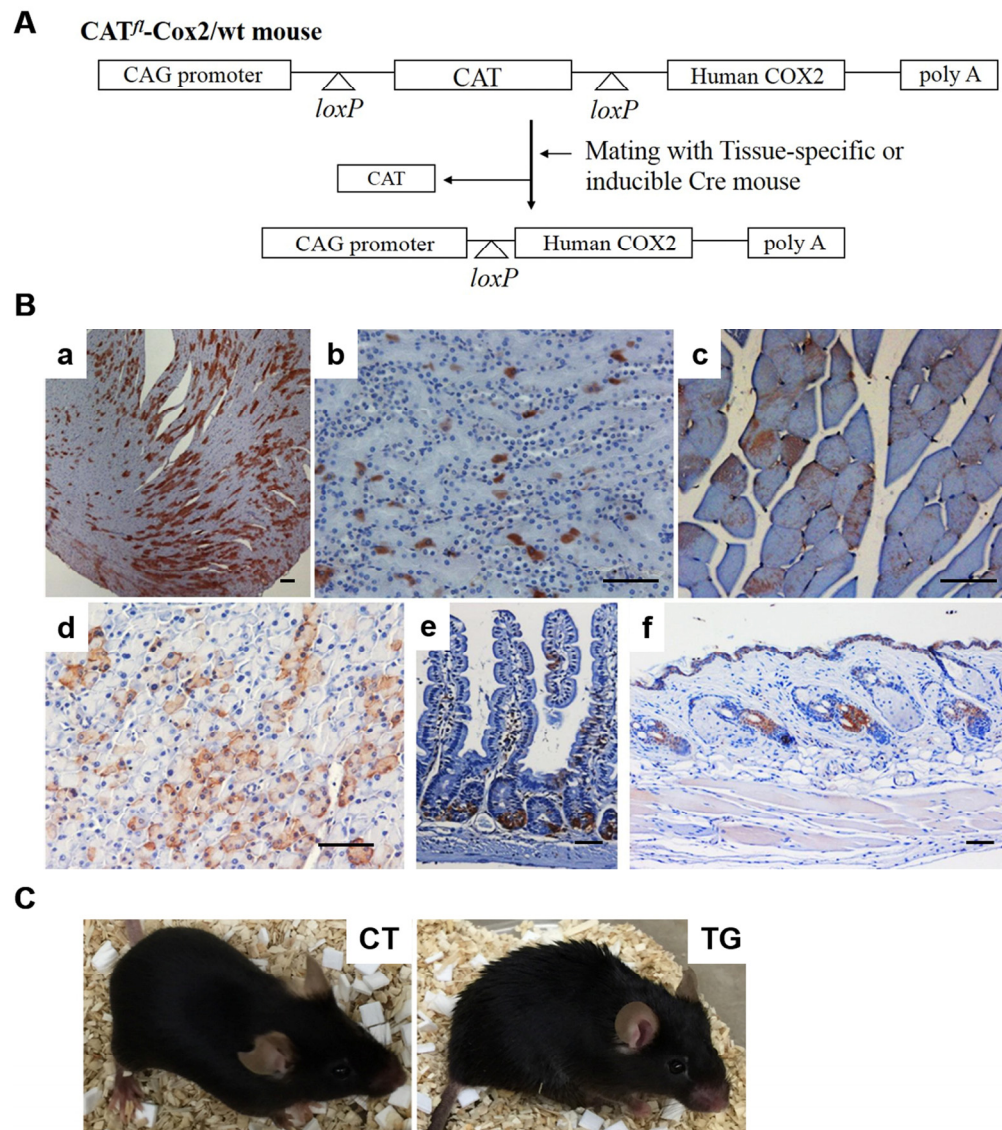 A
CATfl-Cox2/wt mouse
CAG promoter CAT Human COX2 poly A
loxP loxP
Mating with Tissue-specific or
inducible Cre mouse
CAT
CAG promoter Human COX2 poly A
loxP
B
a b c
d e f
C
CT TG